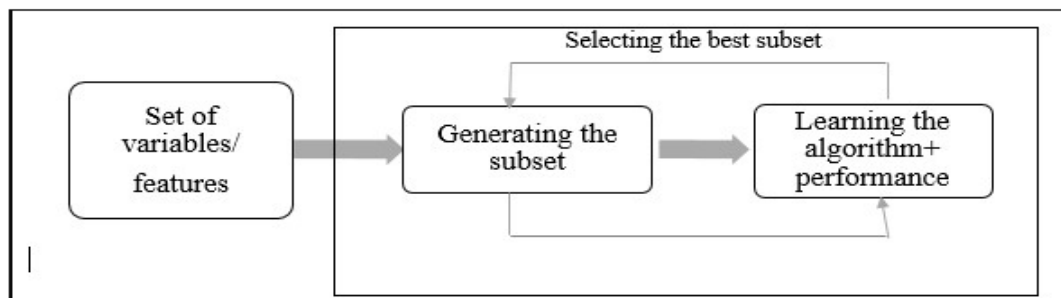 Selecting the best subset
Set of
variables/
features
Generating the
subset
Learning the
algorithm+
performance